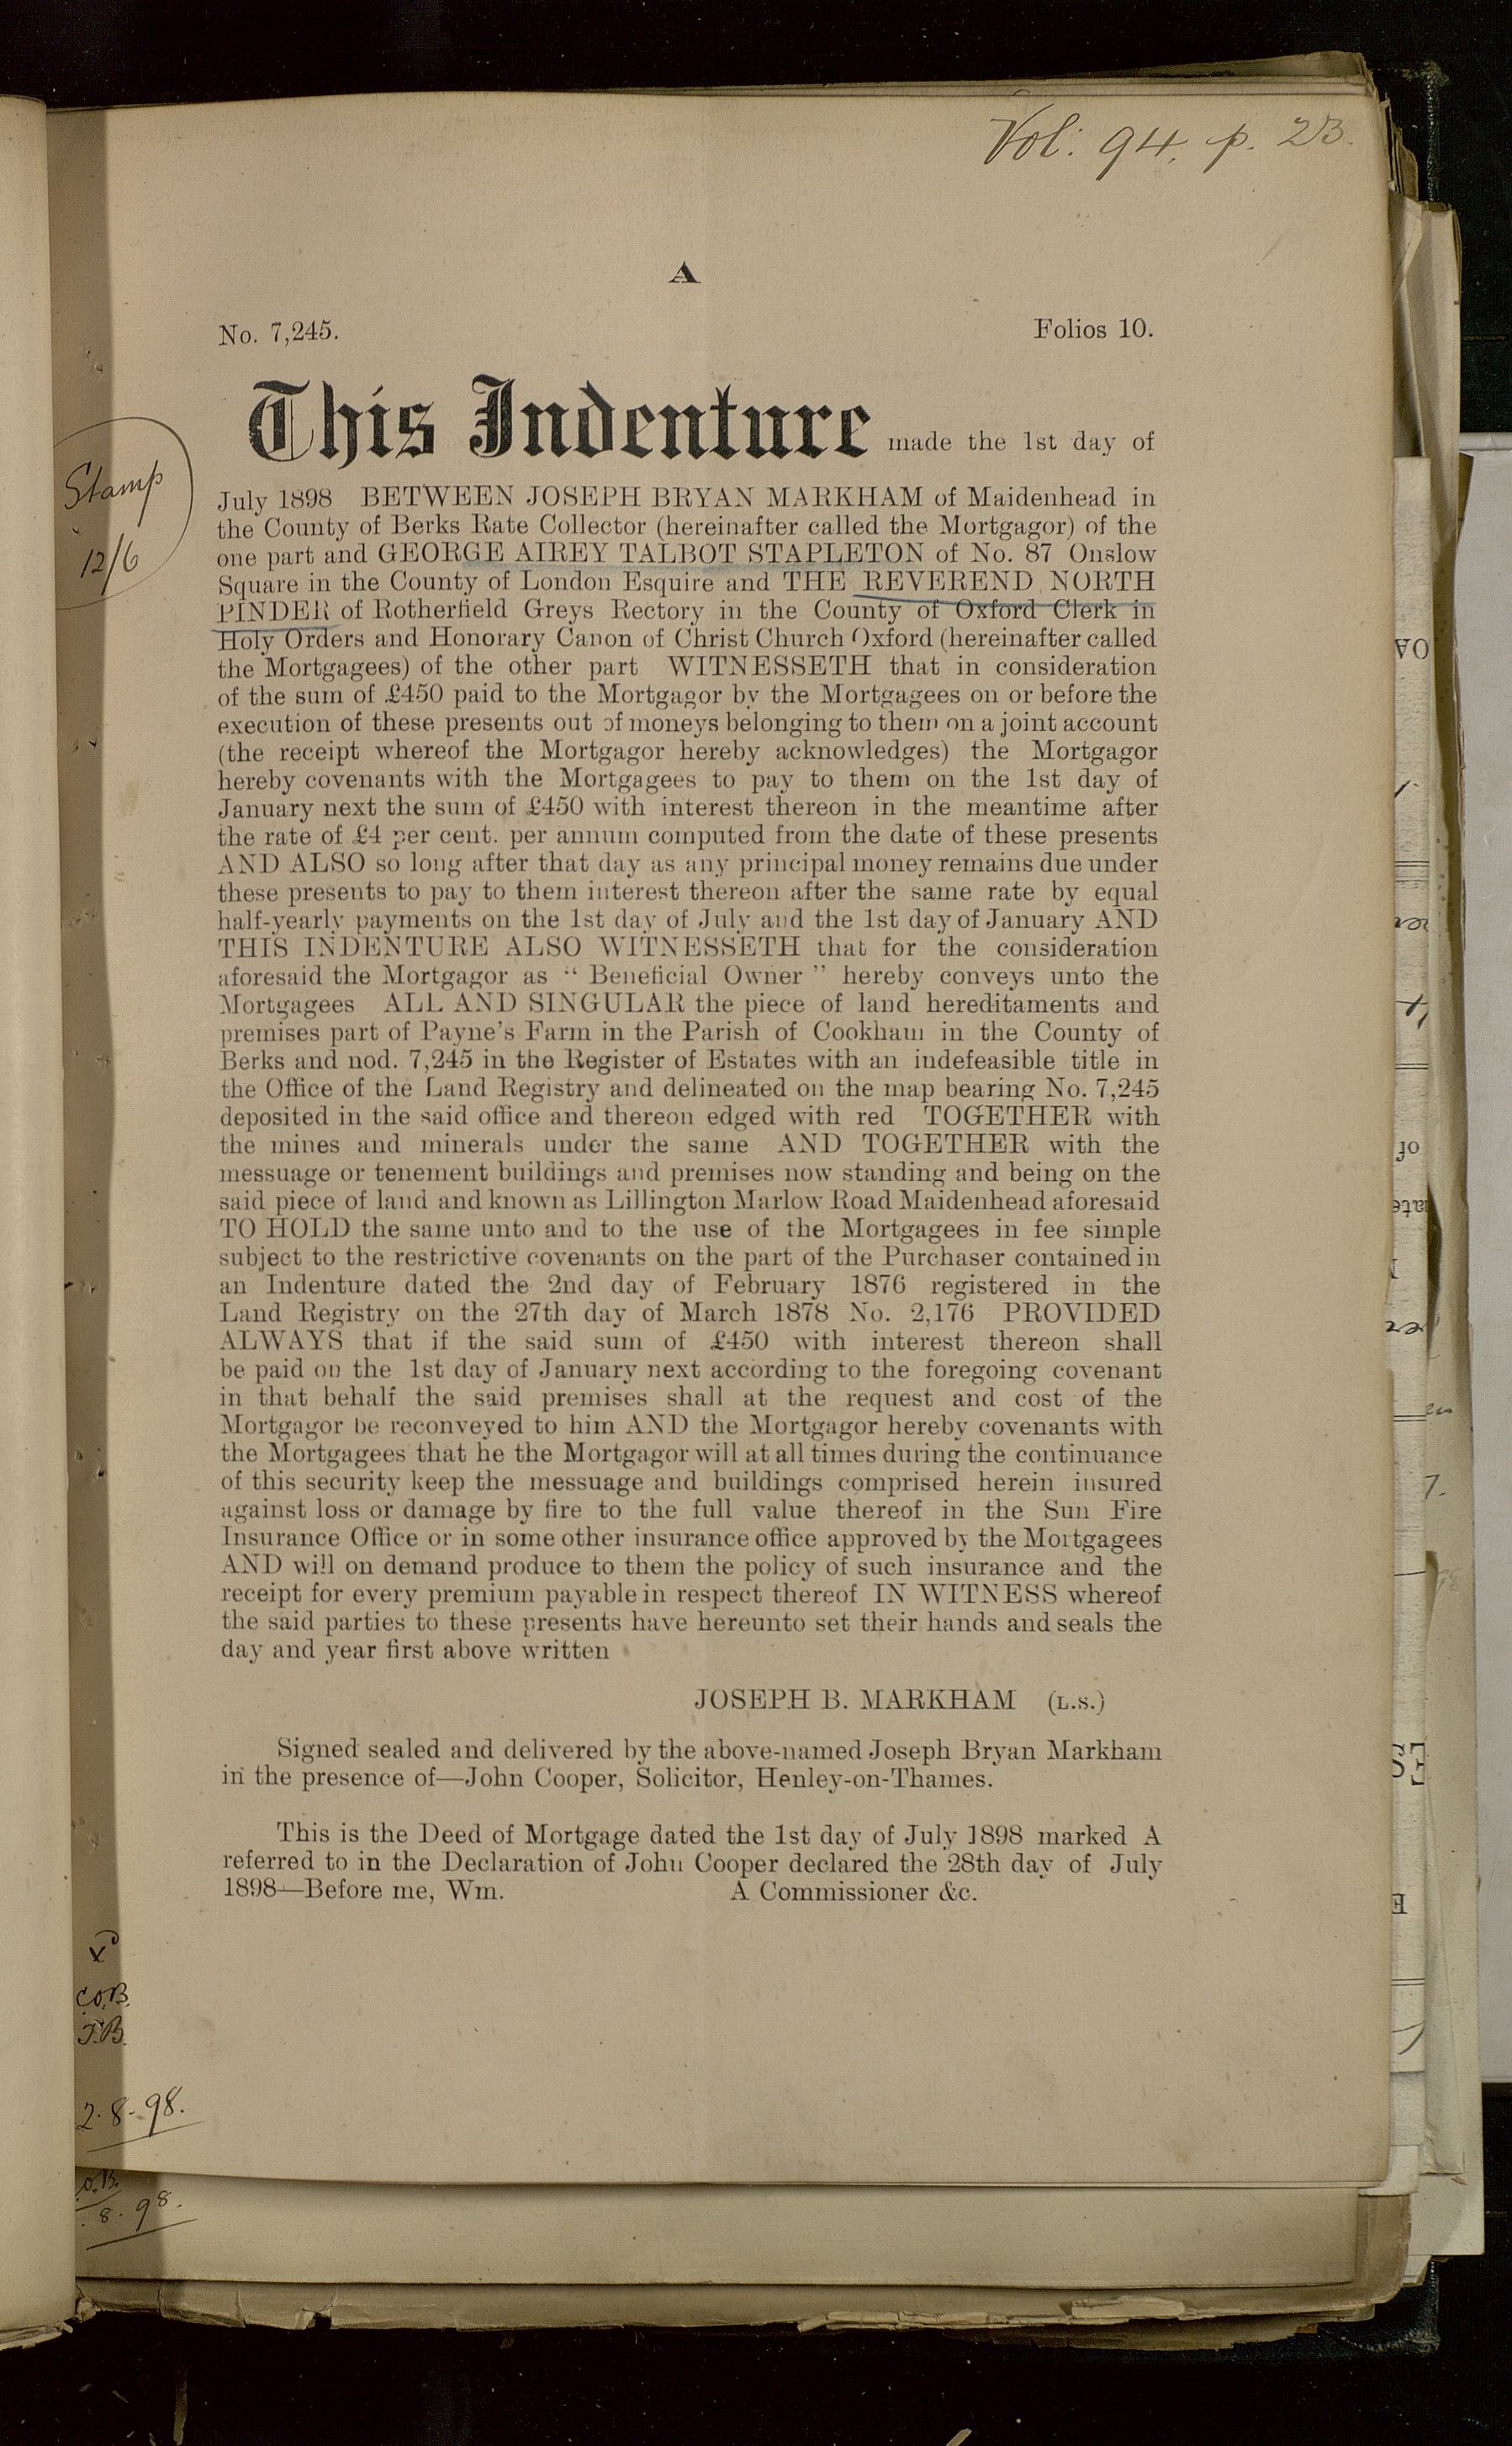 Vol: 94. p. 23.
A
No. 7,245. Folios 10.
Stamp
12/6
This Indenture made the 1st day of
July 1898 BETWEEN JOSEPH BRYAN MARKHAM of Maidenhead in
the County of Berks Rate Collector (hereinafter called the Mortgagor) of the
one part and GEORGE AIREY TALBOT STAPLETON of No. 87 Onslow
Square in the County of London Esquire and THE REVEREND NORTH
PINDER of Rotherfield Greys Rectory in the County of Oxford Clerk in
Holy Orders and Honorary Canon of Christ Church Oxford (hereinafter called
the Mortgagees) of the other part WITNESSETH that in consideration
of the sum of £450 paid to the Mortgagor by the Mortgagees on or before the
execution of these presents out of moneys belonging to them on a joint account
(the receipt whereof the Mortgagor hereby acknowledges) the Mortgagor
hereby covenants with the Mortgagees to pay to them on the 1st day of
January next the sum of £450 with interest thereon in the meantime after
the rate of £4 per cent. per annum computed from the date of these presents
AND ALSO so long after that day as any principal money remains due under
these presents to pay to them interest thereon after the same rate by equal
half-yearly payments on the 1st day of July and the 1st day of January AND
THIS INDENTURE ALSO WITNESSETH that for the consideration
aforesaid the Mortgagor as "Beneficial Owner" hereby conveys unto the
Mortgagees ALL AND SINGULAR the piece of land hereditaments and
premises part of Payne's Farm in the Parish of Cookham in the County of
Berks and nod. 7,245 in the Register of Estates with an indefeasible title in
the Office of the Land Registry and delineated on the map bearing No. 7,245
deposited in the said office and thereon edged with red TOGETHER with
the mines and minerals under the same AND TOGETHER with the
messuage or tenement buildings and premises now standing and being on the
said piece of land and known as Lillington Marlow Road Maidenhead aforesaid
TO HOLD the same unto and to the use of the Mortgagees in fee simple
subject to the restrictive covenants on the part of the Purchaser contained in
an Indenture dated the 2nd day of February 1876 registered in the
Land Registry on the 27th day of March 1878 No. 2,176 PROVIDED
ALWAYS that if the said sum of £450 with interest thereon shall
be paid on the 1st day of January next according to the foregoing covenant
in that behalf the said premises shall at the request and cost of the
Mortgagor be reconveyed to him AND the Mortgagor hereby covenants with
the Mortgagees that he the Mortgagor will at all times during the continuance
of this security keep the messuage and buildings comprised herein insured
against loss or damage by fire to the full value thereof in the Sun Fire
Insurance Office or in some other insurance office approved by the Mortgagees
AND will on demand produce to them the policy of such insurance and the
receipt for every premium payable in respect thereof IN WITNESS whereof
the said parties to these presents have hereunto set their hands and seals the
day and year first above written
JOSEPH B. MARKHAM (L.S.)
Signed sealed and delivered by the above-named Joseph Bryan Markham
in the presence of—John Cooper, Solicitor, Henley-on-Thames.
This is the Deed of Mortgage dated the 1st day of July 1898 marked A
referred to in the Declaration of John Cooper declared the 28th day of July
1898—Before me, Wm. A Commissioner &c.
C.O.B.
J.B.
2.8.98.
O.B.
.8.98.